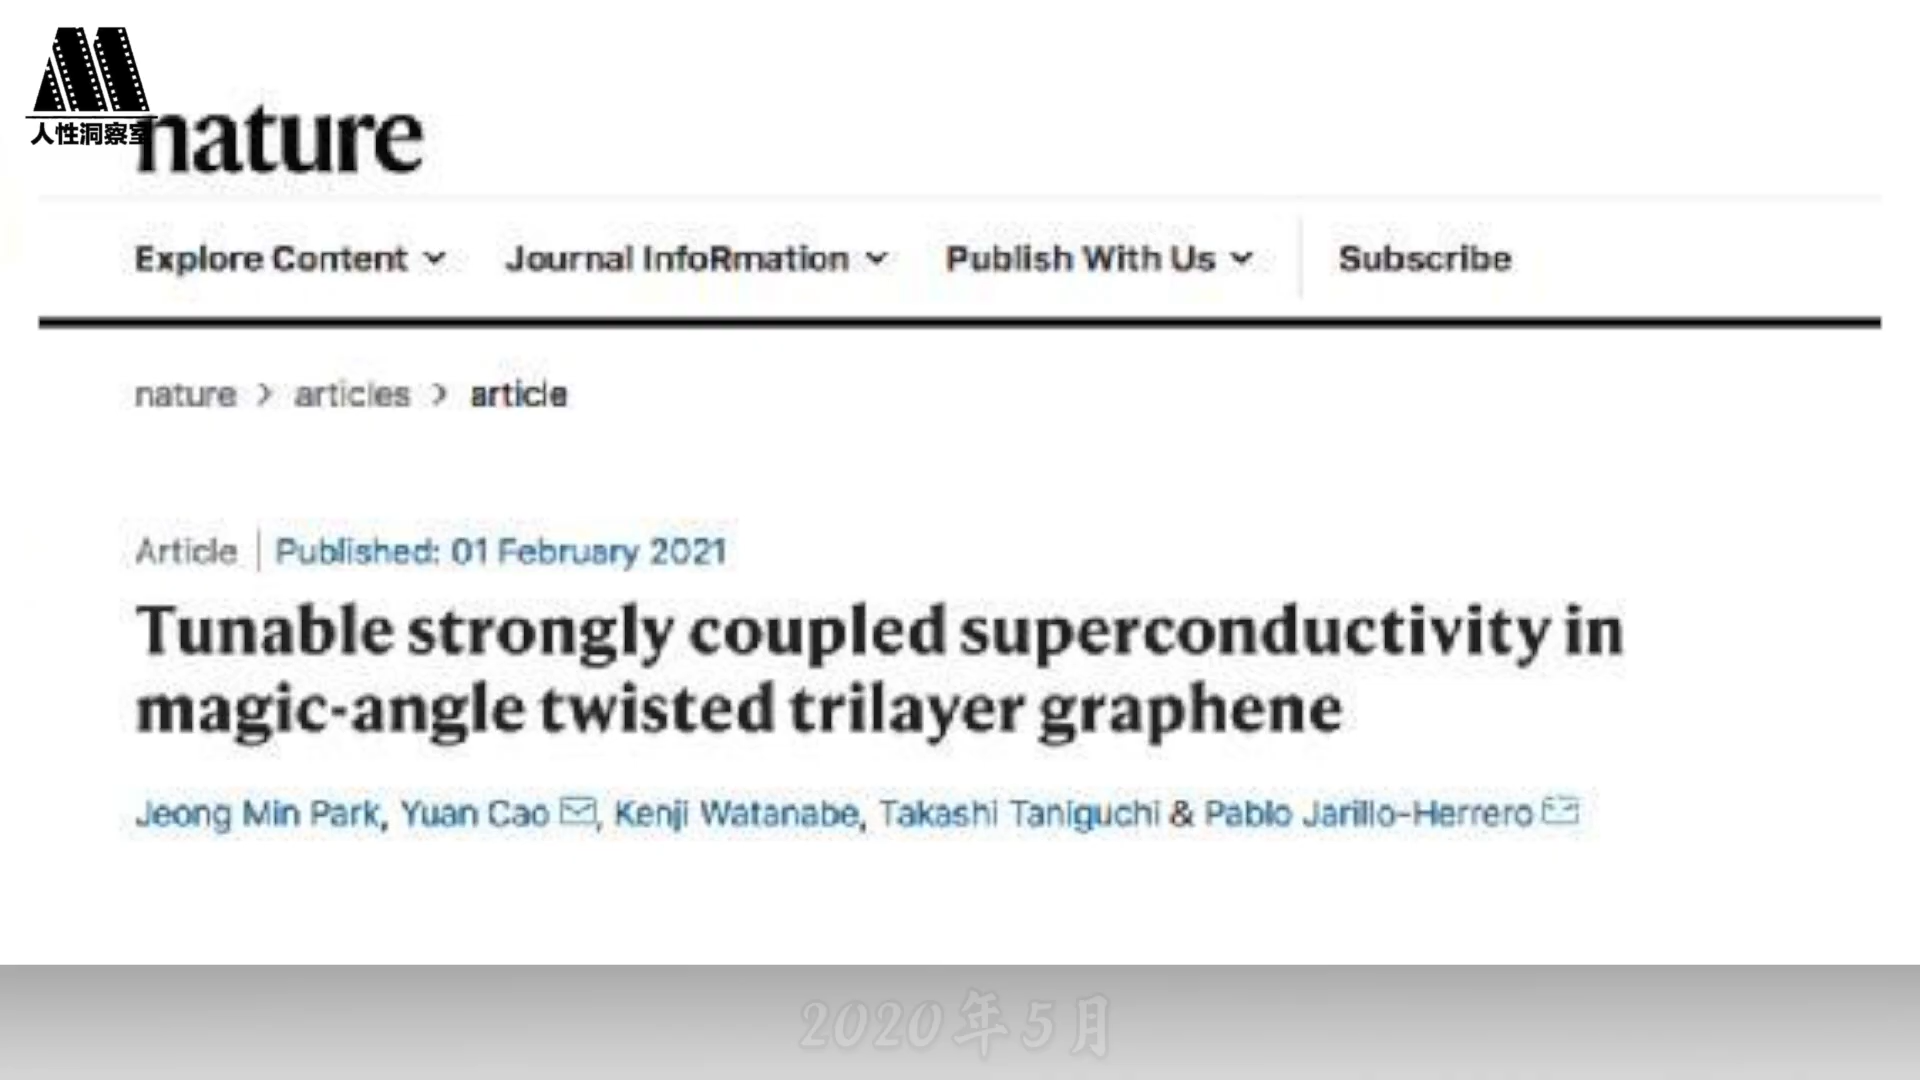 人性洞察室
nature
Explore Content
Journal InfoRmation
Publish With Us
Subscribe
nature > articles > article
Article | Published: 01 February 2021
Tunable strongly coupled superconductivity in
magic-angle twisted trilayer graphene
Jeong Min Park, Yuan Cao, Kenji Watanabe, Takashi Taniguchi & Pablo Jarillo-Herrero
2020年5月